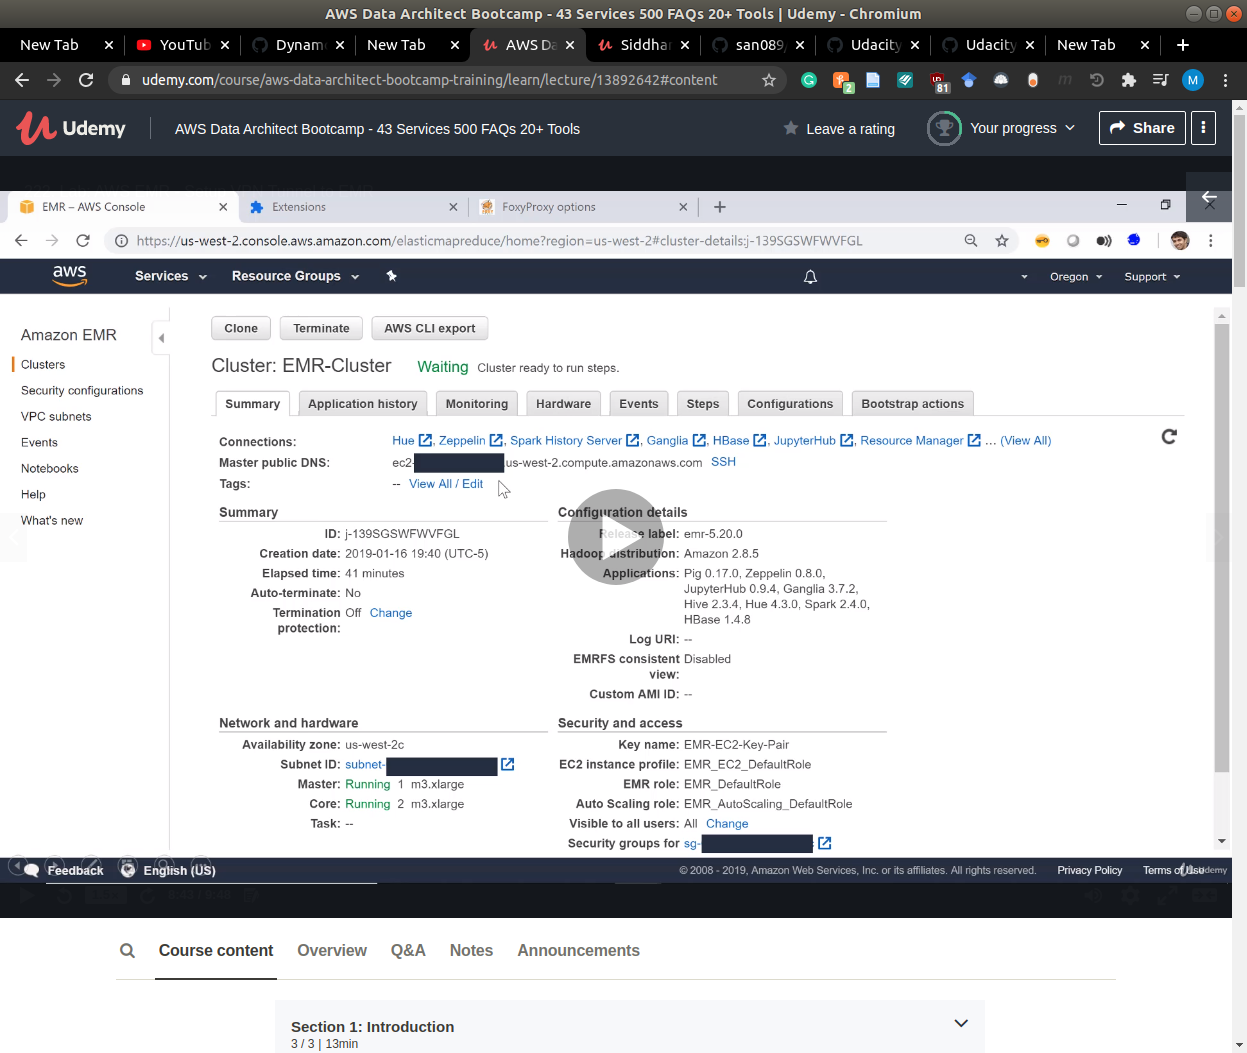 AWS Data Architect Bootcamp - 43 Services 500 FAQs 20+ Tools | Udemy - Chromium
New Tab YouTub Dynam New Tab AWS Da Siddhar san089 Udacity Udacity New Tab
udemy.com/course/aws-data-architect-bootcamp-training/learn/lecture/13892642#content 2 81 M
Udemy AWS Data Architect Bootcamp - 43 Services 500 FAQs 20+ Tools Leave a rating Your progress Share
EMR – AWS Console Extensions FoxyProxy options
https://us-west-2.console.aws.amazon.com/elasticmapreduce/home?region=us-west-2#cluster-details:j-139SGSWFWVFGL
aws Services Resource Groups Oregon Support
Amazon EMR
Clusters
Security configurations
VPC subnets
Events
Notebooks
Help
What's new
Clone Terminate AWS CLI export
Cluster: EMR-Cluster Waiting Cluster ready to run steps.
Summary Application history Monitoring Hardware Events Steps Configurations Bootstrap actions
Connections: Hue , Zeppelin , Spark History Server , Ganglia , HBase , JupyterHub , Resource Manager ... (View All)
Master public DNS: ec2- .us-west-2.compute.amazonaws.com SSH
Tags: -- View All / Edit
Summary
ID: j-139SGSWFWVFGL
Creation date: 2019-01-16 19:40 (UTC-5)
Elapsed time: 41 minutes
Auto-terminate: No
Termination protection: Off Change
Configuration details
Release label: emr-5.20.0
Hadoop distribution: Amazon 2.8.5
Applications: Pig 0.17.0, Zeppelin 0.8.0,
JupyterHub 0.9.4, Ganglia 3.7.2,
Hive 2.3.4, Hue 4.3.0, Spark 2.4.0,
HBase 1.4.8
Log URI: --
EMRFS consistent view: Disabled
Custom AMI ID: --
Network and hardware
Availability zone: us-west-2c
Subnet ID: subnet-
Master: Running 1 m3.xlarge
Core: Running 2 m3.xlarge
Task: --
Security and access
Key name: EMR-EC2-Key-Pair
EC2 instance profile: EMR_EC2_DefaultRole
EMR role: EMR_DefaultRole
Auto Scaling role: EMR_AutoScaling_DefaultRole
Visible to all users: All Change
Security groups for sg-
Feedback English (US) © 2008 - 2019, Amazon Web Services, Inc. or its affiliates. All rights reserved. Privacy Policy Terms of Use Udemy
Course content Overview Q&A Notes Announcements
Section 1: Introduction
3 / 3 | 13min